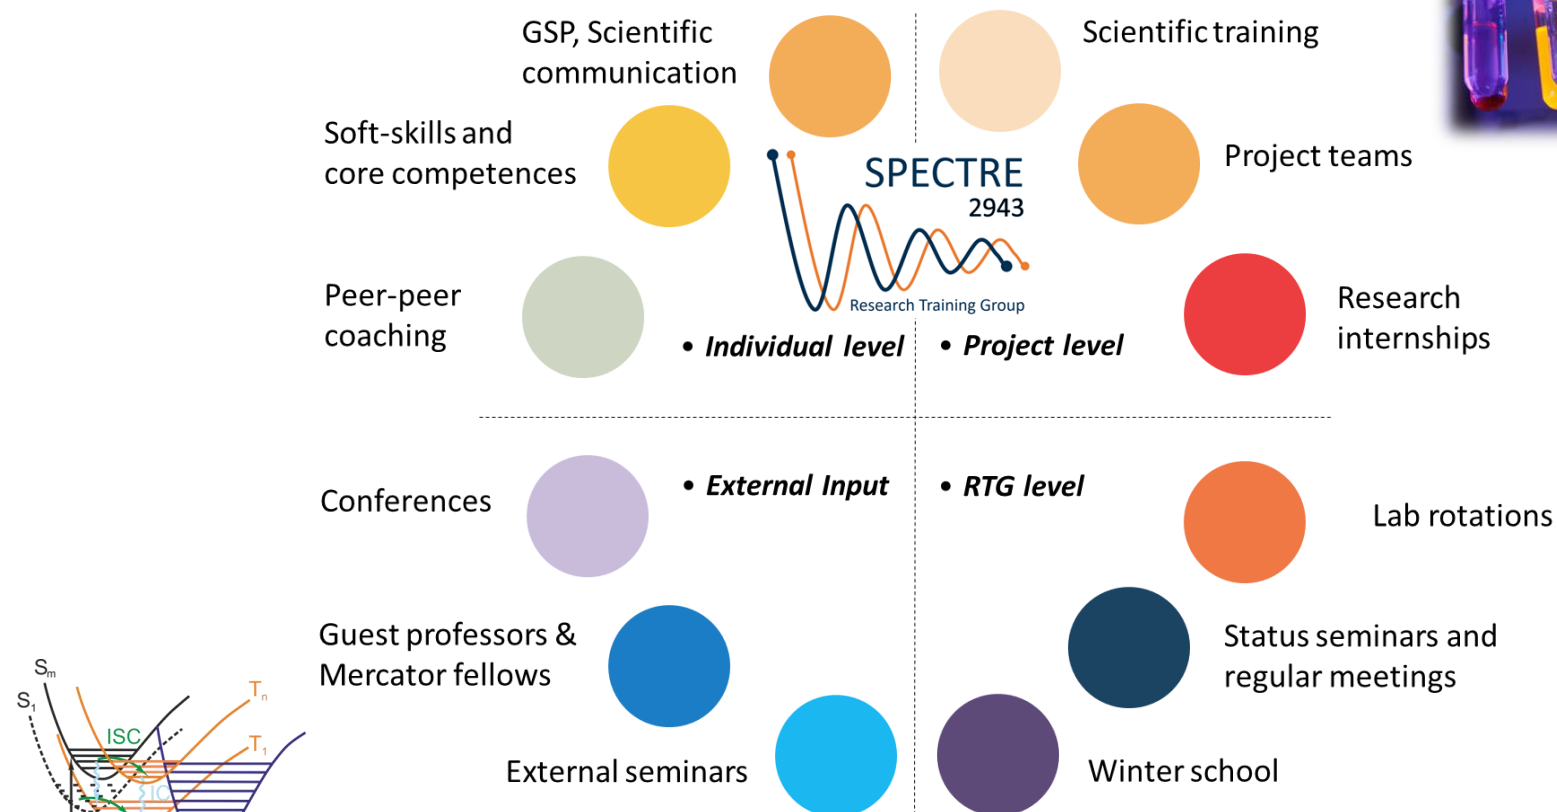 GSP, Scientific
communication
Scientific training
Soft-skills and
core competences
Project teams
SPECTRE
2943
Research Training Group
Peer-peer
coaching
Research
internships
• Individual level
• Project level
• External Input
• RTG level
Conferences
Lab rotations
Guest professors &
Mercator fellows
Status seminars and
regular meetings
External seminars
Winter school
Sm
S1
Tn
ISC
T1
IC